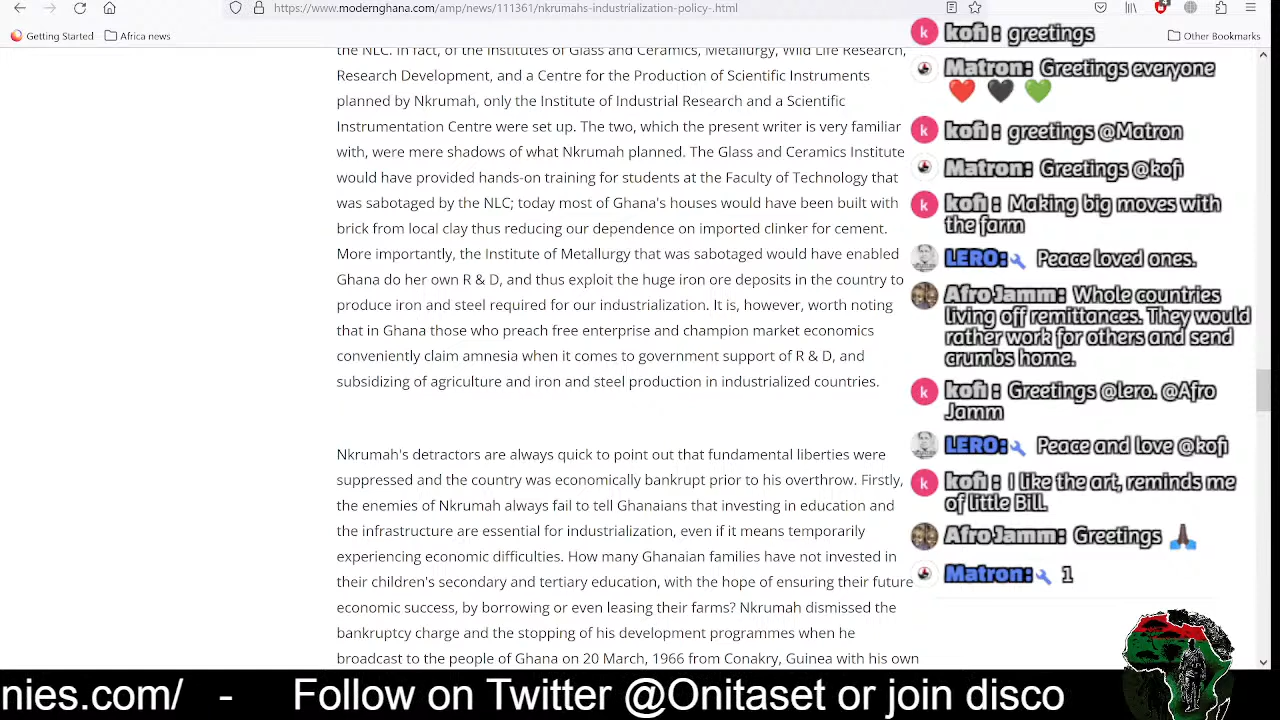 https://www.modernghana.com/amp/news/111361/nkrumahs-industrialization-policy-.html
4
Getting Started
Africa news
Other Bookmarks
the NLC. In fact, of the Institutes of Glass and Ceramics, Metallurgy, Wild Life Research,
Research Development, and a Centre for the Production of Scientific Instruments
planned by Nkrumah, only the Institute of Industrial Research and a Scientific
Instrumentation Centre were set up. The two, which the present writer is very familiar
with, were mere shadows of what Nkrumah planned. The Glass and Ceramics Institute
would have provided hands-on training for students at the Faculty of Technology that
was sabotaged by the NLC; today most of Ghana's houses would have been built with
brick from local clay thus reducing our dependence on imported clinker for cement.
More importantly, the Institute of Metallurgy that was sabotaged would have enabled
Ghana do her own R & D, and thus exploit the huge iron ore deposits in the country to
produce iron and steel required for our industrialization. It is, however, worth noting
that in Ghana those who preach free enterprise and champion market economics
conveniently claim amnesia when it comes to government support of R & D, and
subsidizing of agriculture and iron and steel production in industrialized countries.
Nkrumah's detractors are always quick to point out that fundamental liberties were
suppressed and the country was economically bankrupt prior to his overthrow. Firstly,
the enemies of Nkrumah always fail to tell Ghanaians that investing in education and
the infrastructure are essential for industrialization, even if it means temporarily
experiencing economic difficulties. How many Ghanaian families have not invested in
their children's secondary and tertiary education, with the hope of ensuring their future
economic success, by borrowing or even leasing their farms? Nkrumah dismissed the
bankruptcy charge and the stopping of his development programmes when he
broadcast to the people of Ghana on 20 March, 1966 from Conakry, Guinea with his own
k kofi : greetings
Matron: Greetings everyone
❤️ 🖤 💚
k kofi : greetings @Matron
Matron: Greetings @kofi
k kofi : Making big moves with
the farm
LERO: Peace loved ones.
Afro Jamm: Whole countries
living off remittances. They would
rather work for others and send
crumbs home.
k kofi : Greetings @lero. @Afro
Jamm
LERO: Peace and love @kofi
k kofi : I like the art, reminds me
of little Bill.
Afro Jamm: Greetings 🙏🏿
Matron: 1
nies.com/ - Follow on Twitter @Onitaset or join disco